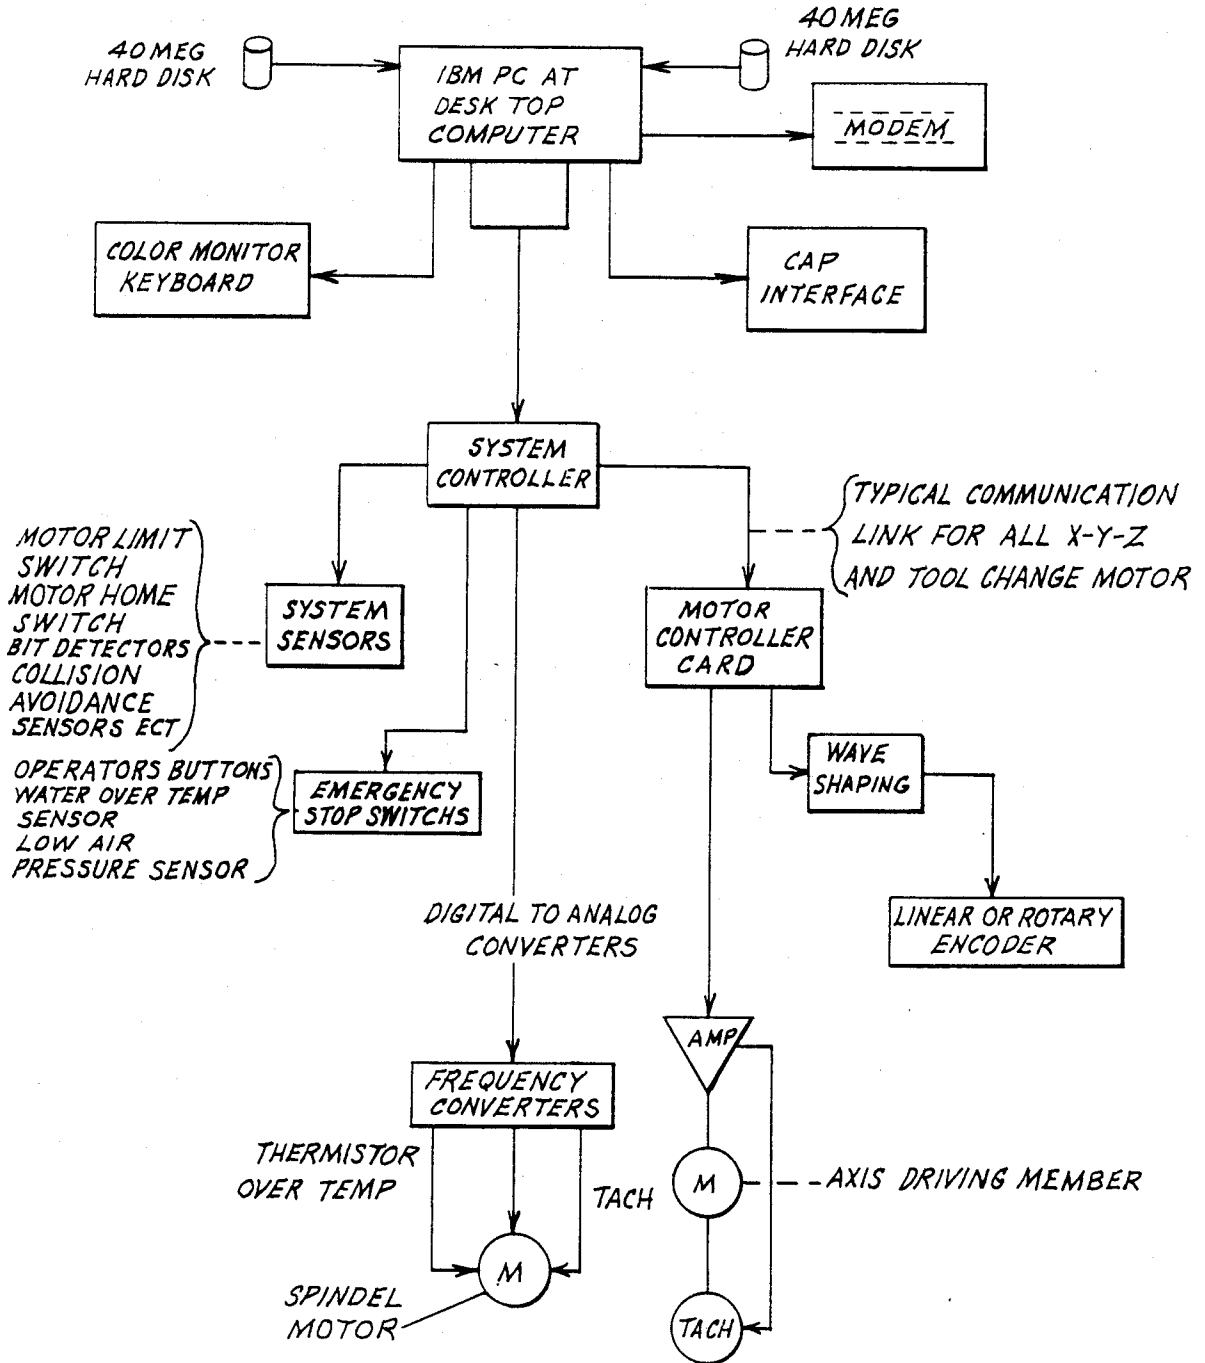 40 MEG
HARD DISK
40 MEG
HARD DISK
IBM PC AT
DESK TOP
COMPUTER
MODEM
COLOR MONITOR
KEYBOARD
CAP
INTERFACE
SYSTEM
CONTROLLER
TYPICAL COMMUNICATION
LINK FOR ALL X-Y-Z
AND TOOL CHANGE MOTOR
MOTOR LIMIT
SWITCH
MOTOR HOME
SWITCH
BIT DETECTORS
COLLISION
AVOIDANCE
SENSORS ECT
SYSTEM
SENSORS
MOTOR
CONTROLLER
CARD
OPERATORS BUTTONS
WATER OVER TEMP
SENSOR
LOW AIR
PRESSURE SENSOR
EMERGENCY
STOP SWITCHS
WAVE
SHAPING
LINEAR OR ROTARY
ENCODER
DIGITAL TO ANALOG
CONVERTERS
AMP
FREQUENCY
CONVERTERS
THERMISTOR
OVER TEMP
TACH
M
AXIS DRIVING MEMBER
M
SPINDEL
MOTOR
TACH